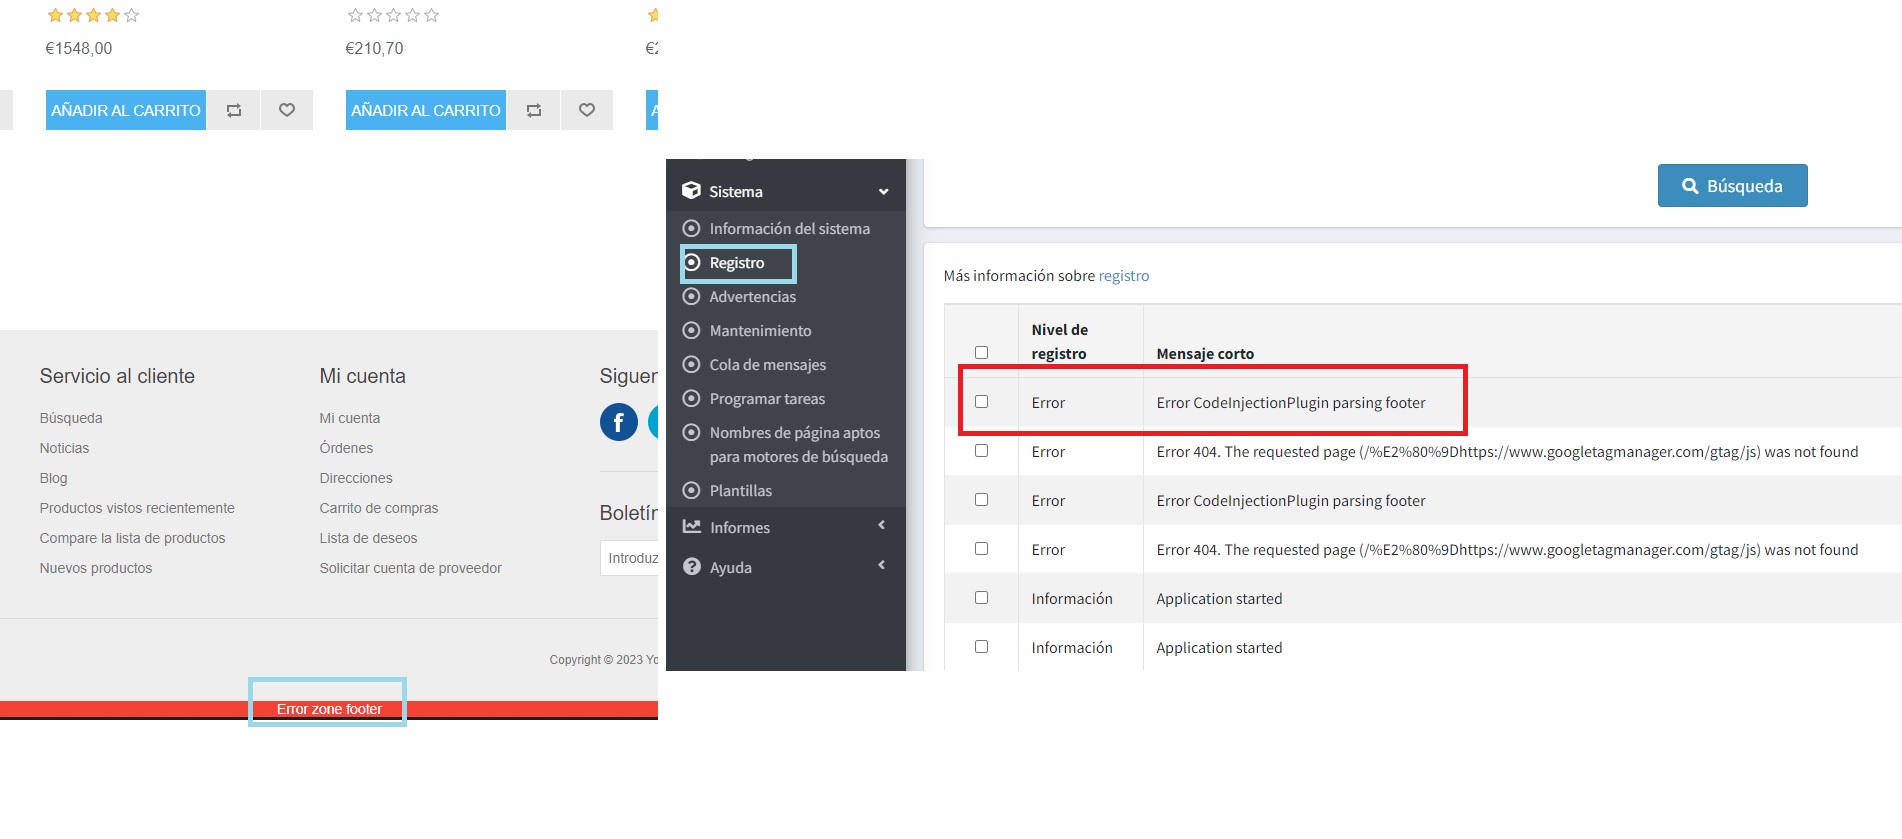 €1548,00
€210,70
AÑADIR AL CARRITO
AÑADIR AL CARRITO
Servicio al cliente
Búsqueda
Noticias
Blog
Productos vistos recientemente
Compare la lista de productos
Nuevos productos
Mi cuenta
Mi cuenta
Órdenes
Direcciones
Carrito de compras
Lista de deseos
Solicitar cuenta de proveedor
Siguen
Boletín
Introduz
Copyright © 2023 Yo
Error zone footer
Sistema
Información del sistema
Registro
Advertencias
Mantenimiento
Cola de mensajes
Programar tareas
Nombres de página aptos
para motores de búsqueda
Plantillas
Informes
Ayuda
Búsqueda
Más información sobre registro
Nivel de
registro
Mensaje corto
Error
Error CodeInjectionPlugin parsing footer
Error
Error 404. The requested page (/%E2%80%9Dhttps://www.googletagmanager.com/gtag/js) was not found
Error
Error CodeInjectionPlugin parsing footer
Error
Error 404. The requested page (/%E2%80%9Dhttps://www.googletagmanager.com/gtag/js) was not found
Información
Application started
Información
Application started